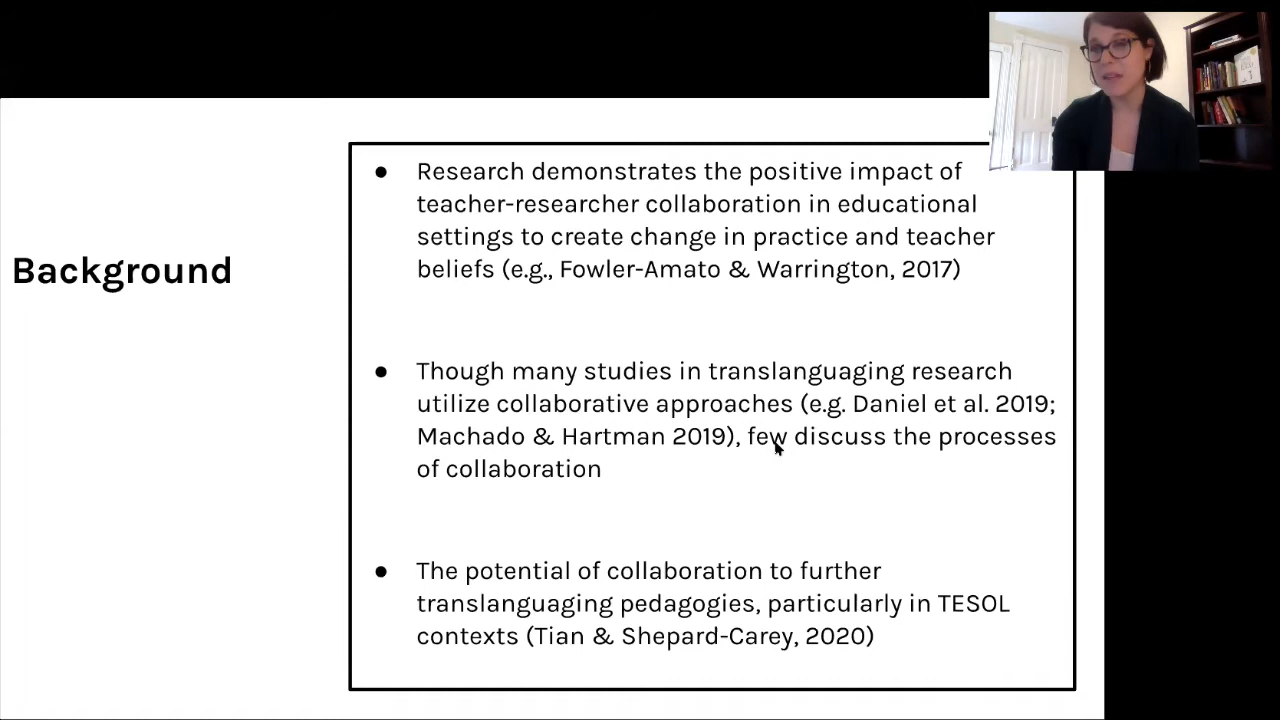 Background
● Research demonstrates the positive impact of
teacher-researcher collaboration in educational
settings to create change in practice and teacher
beliefs (e.g., Fowler-Amato & Warrington, 2017)
● Though many studies in translanguaging research
utilize collaborative approaches (e.g. Daniel et al. 2019;
Machado & Hartman 2019), few discuss the processes
of collaboration
● The potential of collaboration to further
translanguaging pedagogies, particularly in TESOL
contexts (Tian & Shepard-Carey, 2020)